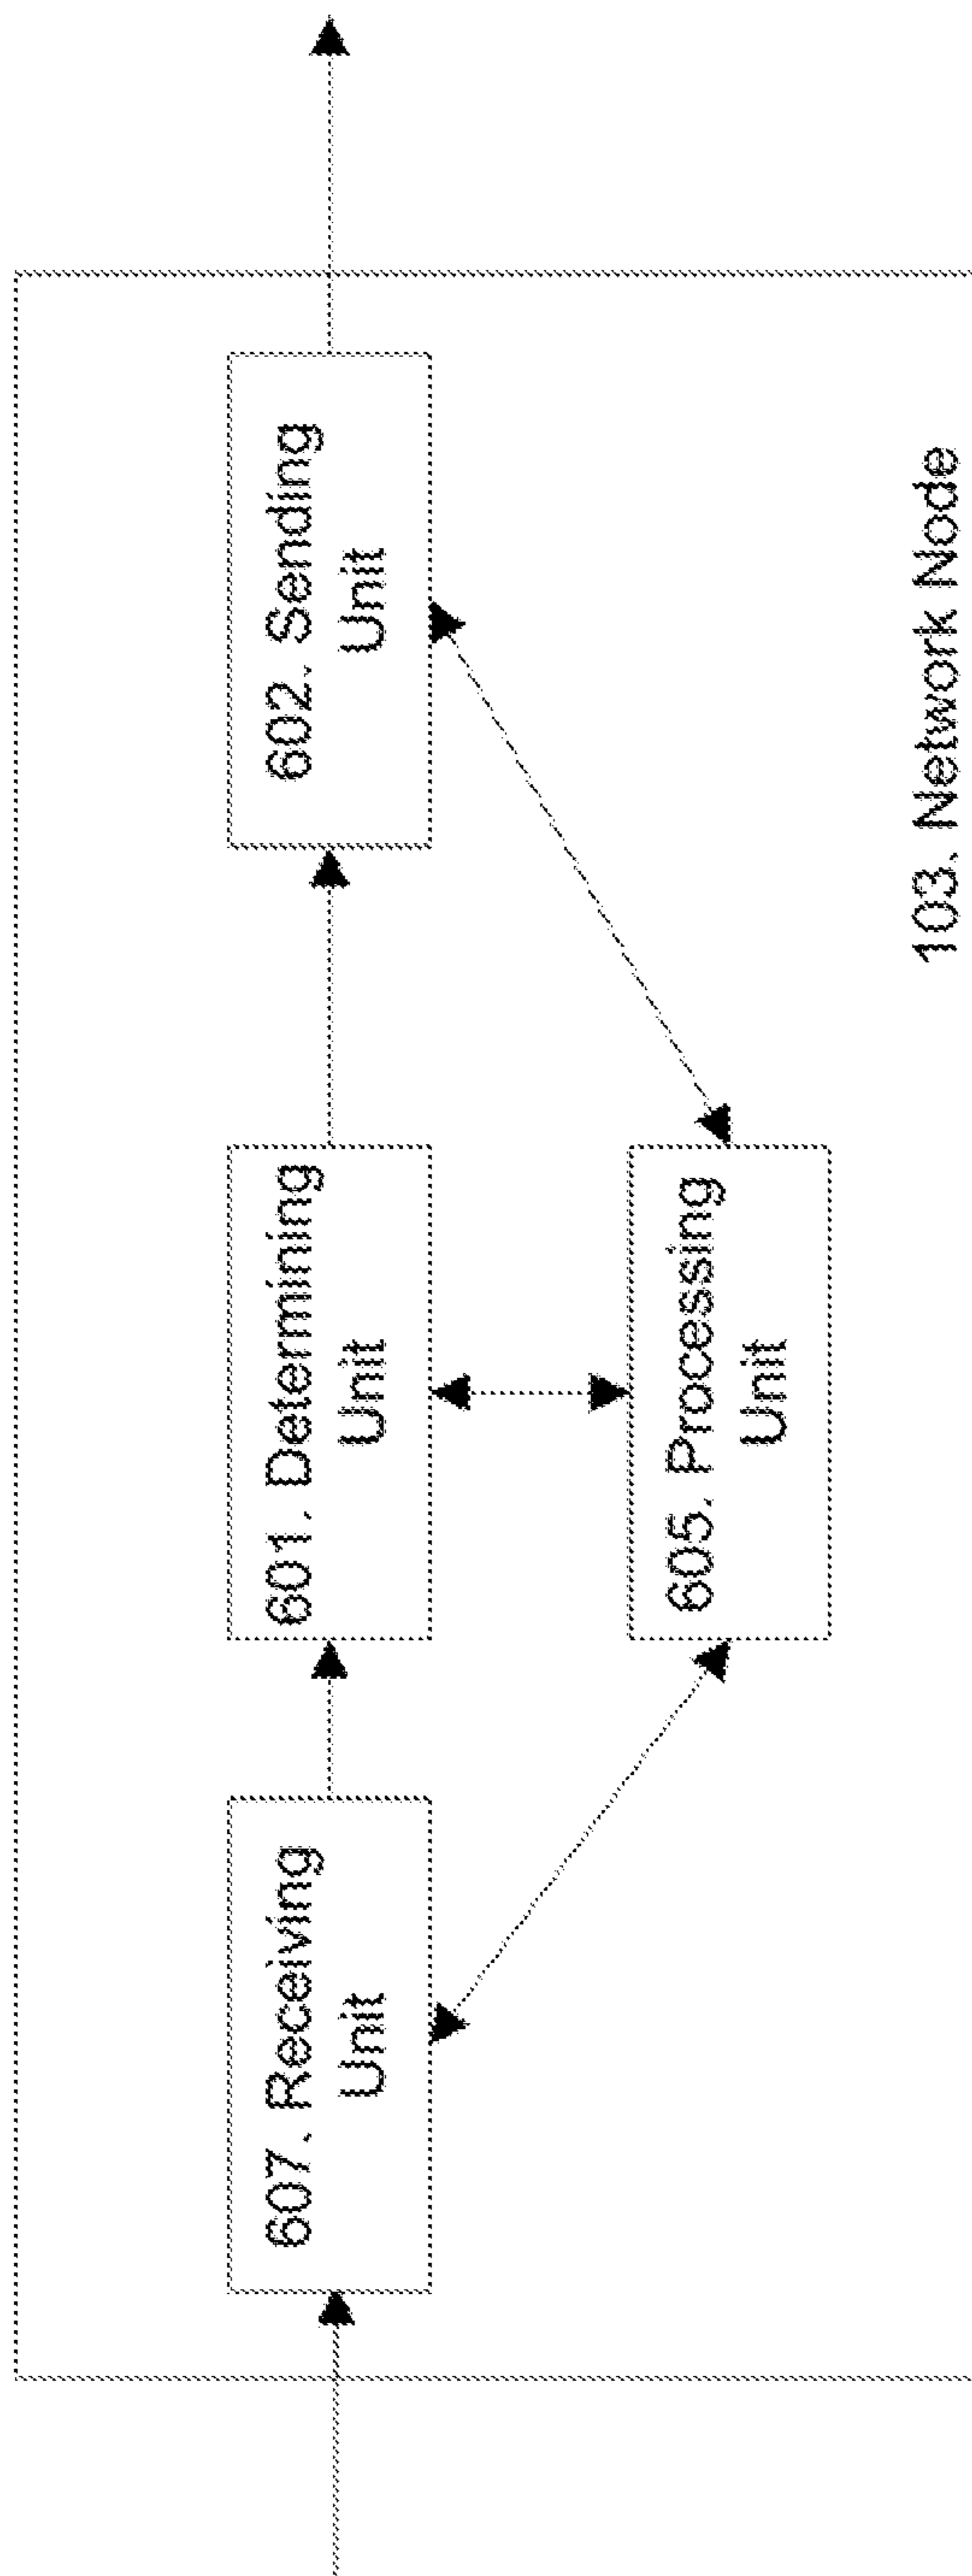 607. Receiving
Unit
601. Determining
Unit
602. Sending
Unit
605. Processing
Unit
103. Network Node